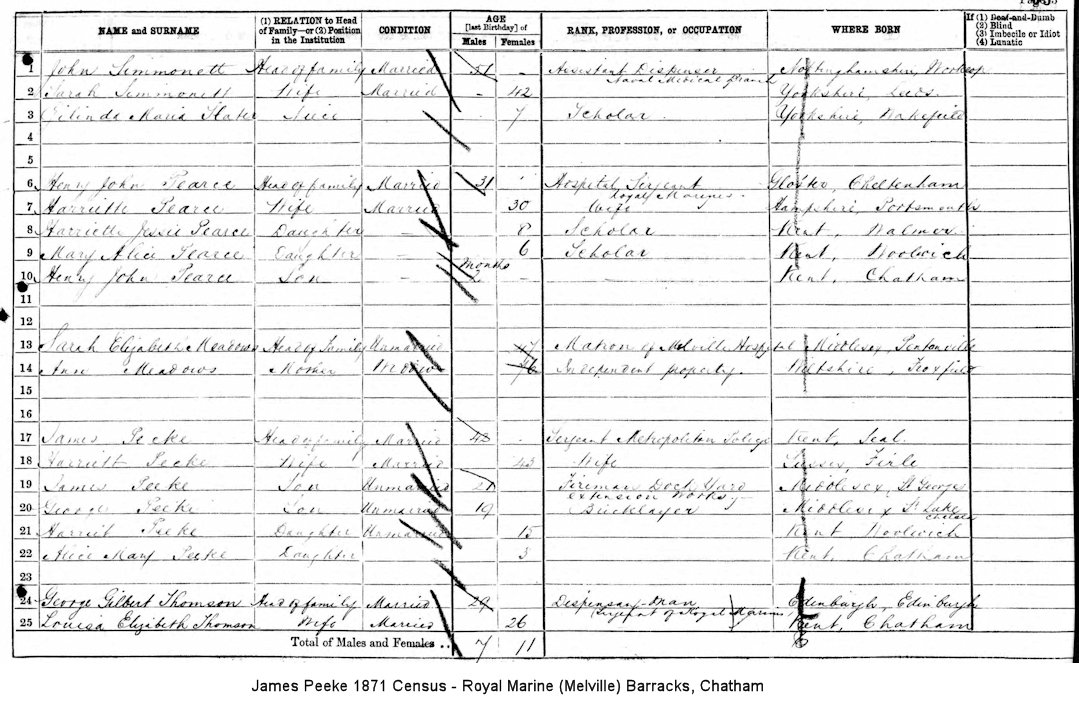 NAME and SURNAME (1) RELATION to Head of Family—or (2) Position in the Institution CONDITION AGE [last Birthday] of Males Females RANK, PROFESSION, or OCCUPATION WHERE BORN If (1) Deaf-and-Dumb (2) Blind (3) Imbecile or Idiot (4) Lunatic
1 John Simmonett Head of family Married 51 - Assistant Dispenser Naval Medical Branch Nottinghamshire, Worksop
2 Sarah Simmonett Wife Married - 42 Yorkshire, Leeds
3 Maria Slater Niece 7 Scholar Yorkshire, Wakefield
4
5
6 Henry John Pearce Head of family Married 31 Hospital Sergeant Royal Marines Gloster, Cheltenham
7 Harriette Pearce Wife Married 30 Wife Hampshire Portsmouth
8 Harriette Jessie Pearce Daughter — 8 Scholar Kent, Walmer
9 Mary Alice Pearce Daughter — 6 Scholar Kent, Woolwich
10 Henry John Pearce Son — months 2 — Kent, Chatham
11
12
13 Sarah Elizabeth Meadows Head of family Unmarried 47 Matron of Melville Hospital Middlesex, Pentonville
14 Ann Meadows Mother Widow 76 Independent property. Wiltshire, Froxfield
15
16
17 James Peeke Head of family Married 42 - Sergeant Metropolitan Police Kent, Seal
18 Harriett Peeke Wife Married 43 Wife Sussex, Firle
19 James Peeke Son Unmarried 21 Fireman Dock Yard extension Works Middlesex, St Georges
20 George Peeke Son Unmarried 19 Bricklayer Middlesex St Luke Chelsea
21 Harriet Peeke Daughter Unmarried 15 Kent Woolwich
22 Alice Mary Peeke Daughter 3 Kent, Chatham
23
24 George Gilbert Thomson Head of family Married 29 Dispensary-Man Sergeant of Royal Marines Edinburgh, Edinburgh
25 Louisa Elizabeth Thomson Wife Married 26 Kent, Chatham
Total of Males and Females .. 7 11
James Peeke 1871 Census - Royal Marine (Melville) Barracks, Chatham